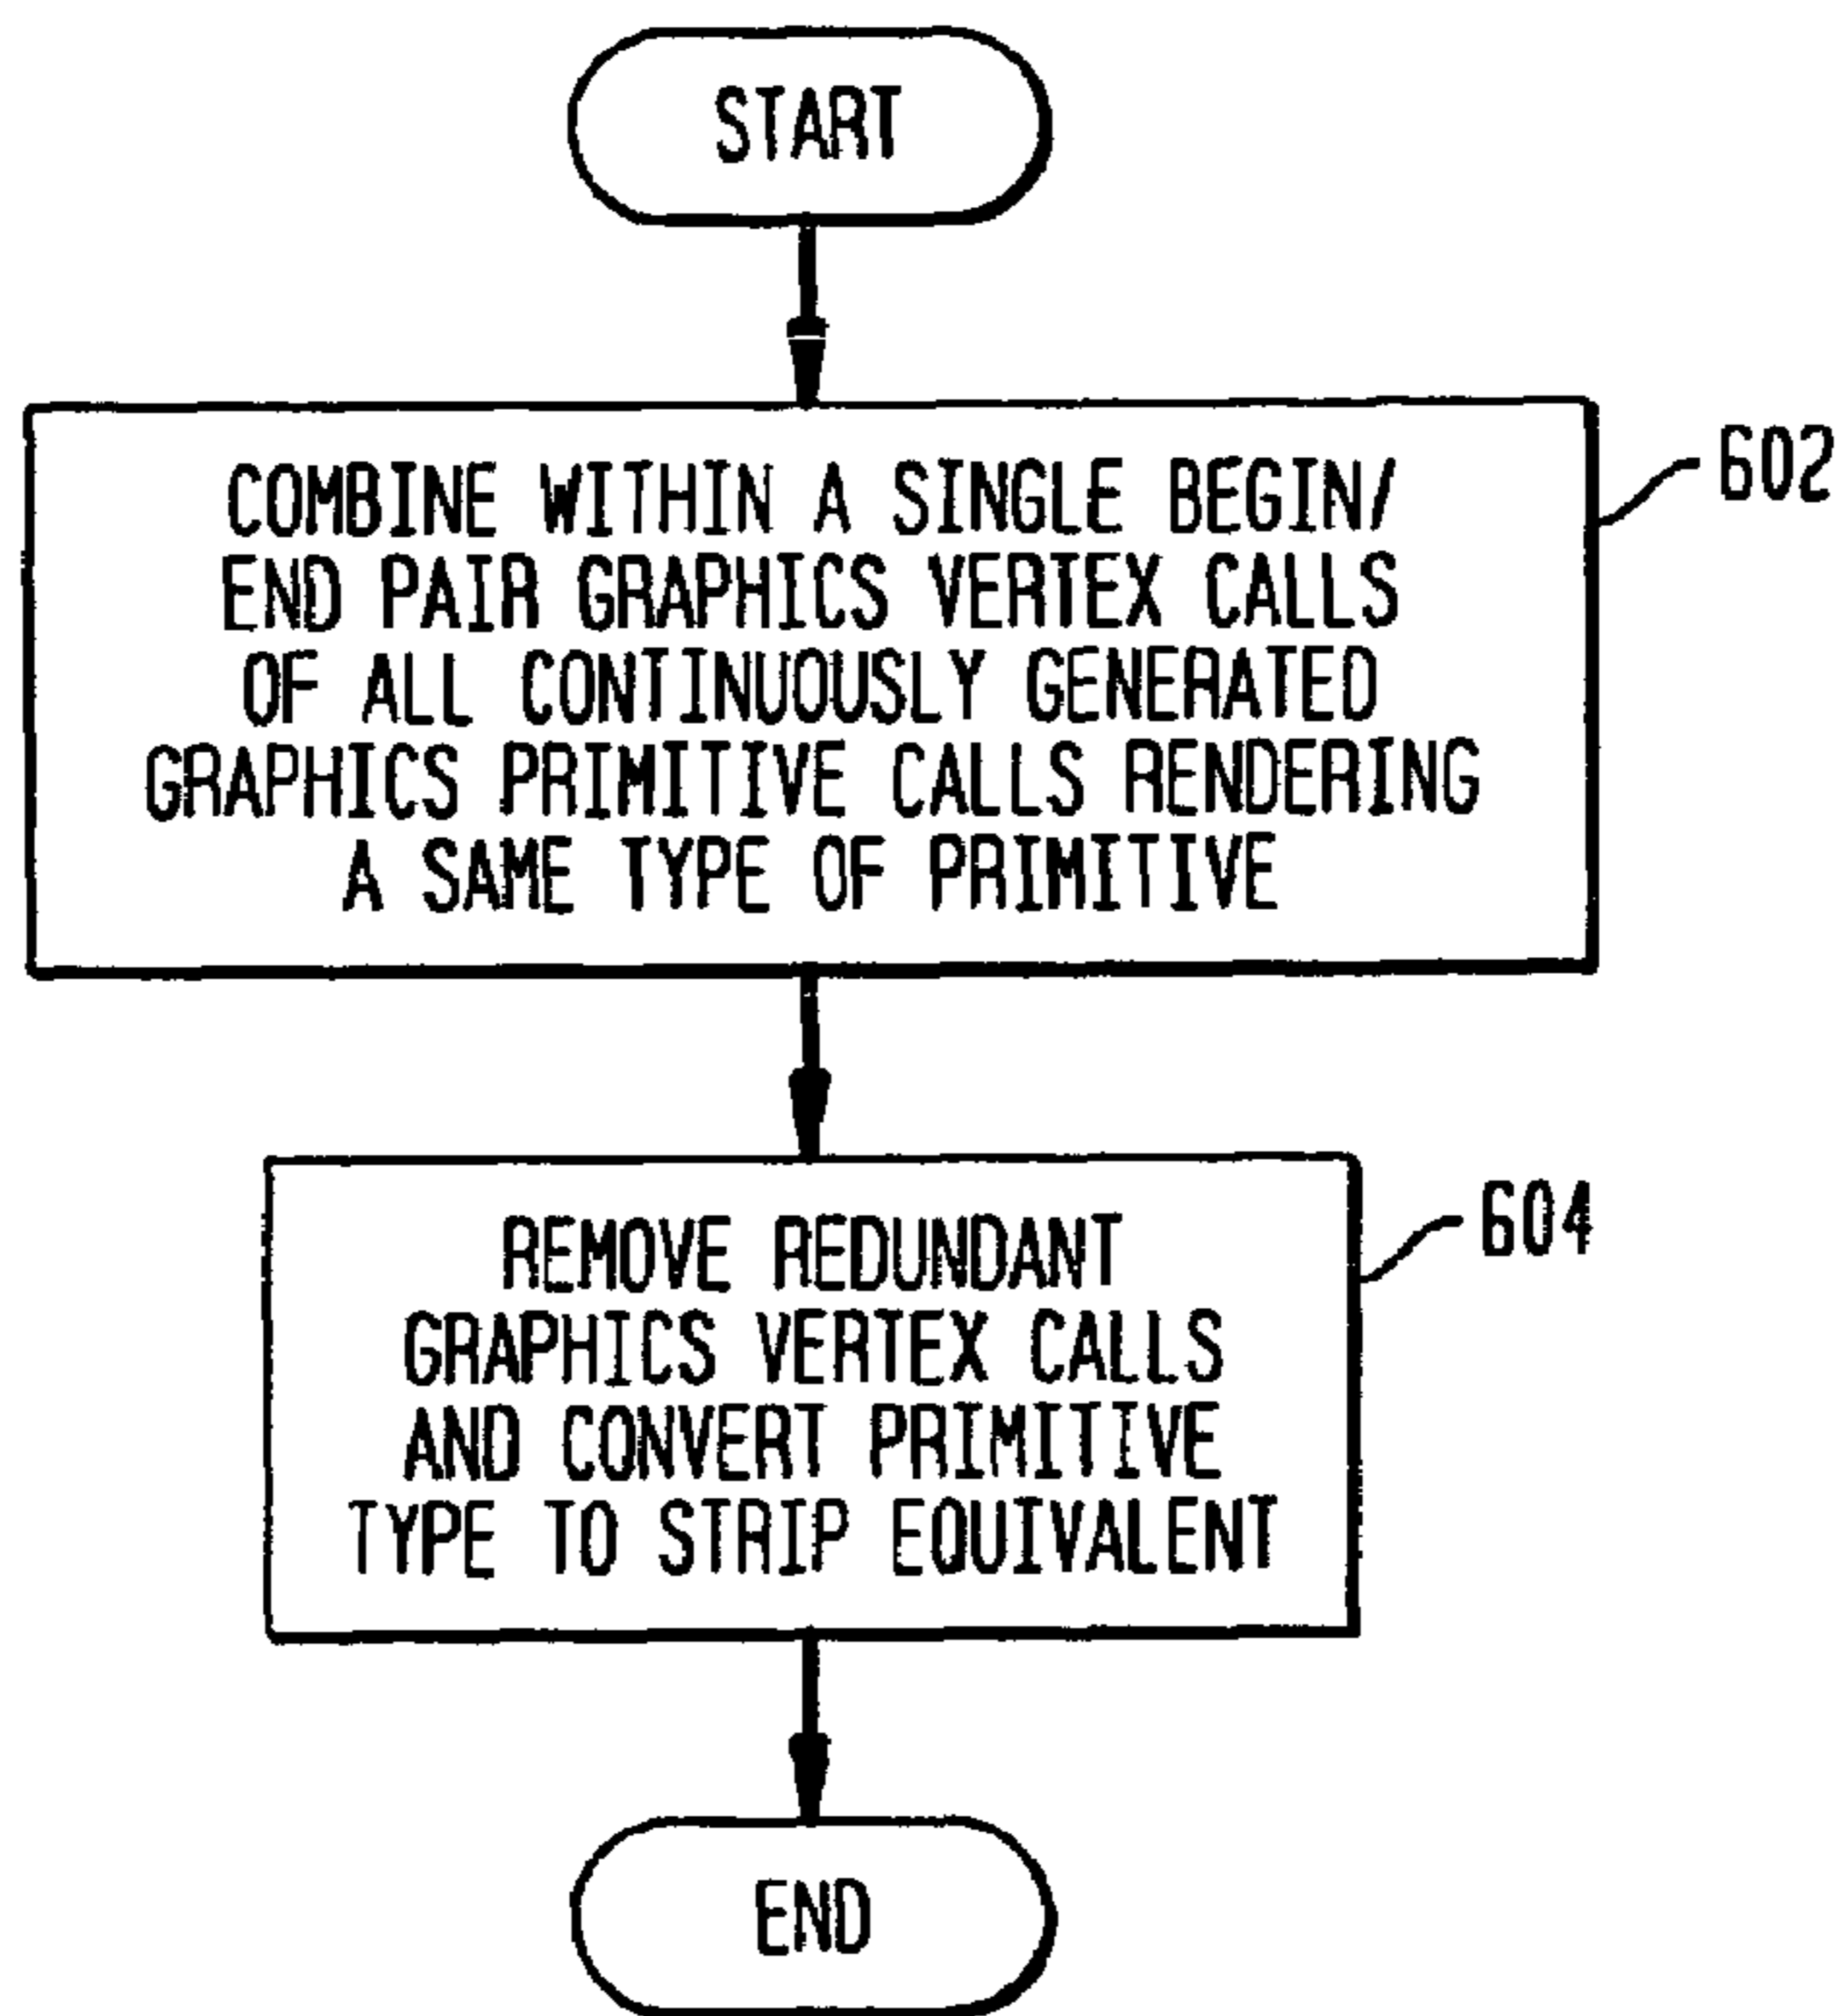 START
COMBINE WITHIN A SINGLE BEGIN/
END PAIR GRAPHICS VERTEX CALLS
OF ALL CONTINUOUSLY GENERATED
GRAPHICS PRIMITIVE CALLS RENDERING
A SAME TYPE OF PRIMITIVE
602
REMOVE REDUNDANT
GRAPHICS VERTEX CALLS
AND CONVERT PRIMITIVE
TYPE TO STRIP EQUIVALENT
604
END